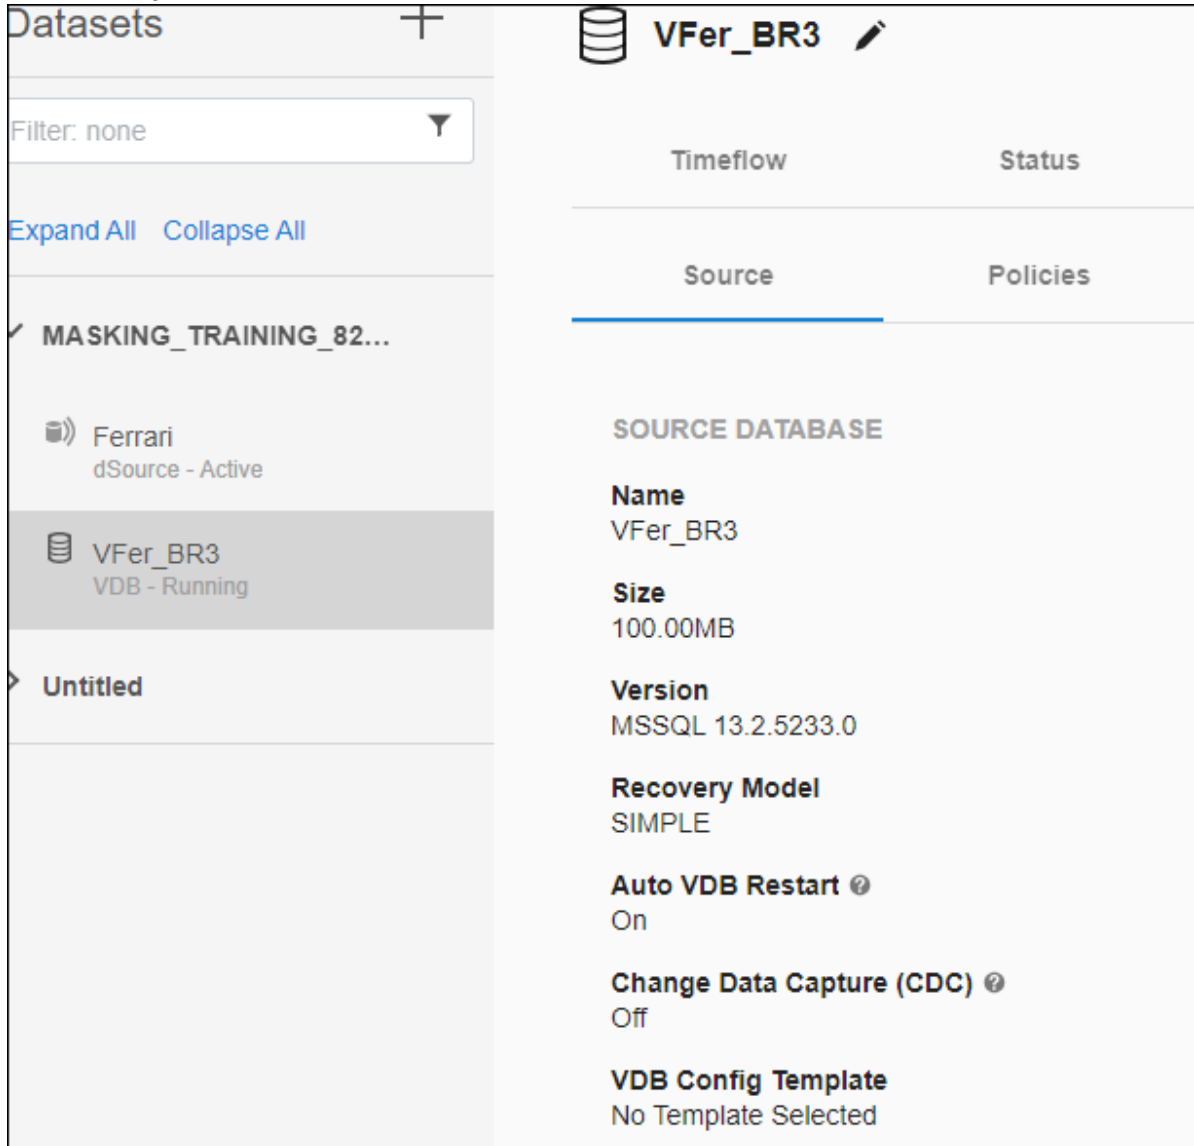 Datasets
Filter: none
Expand All Collapse All
MASKING_TRAINING_82...
Ferrari
dSource - Active
VFer_BR3
VDB - Running
Untitled
VFer_BR3
Timeflow Status
Source Policies
SOURCE DATABASE
Name
VFer_BR3
Size
100.00MB
Version
MSSQL 13.2.5233.0
Recovery Model
SIMPLE
Auto VDB Restart
On
Change Data Capture (CDC)
Off
VDB Config Template
No Template Selected